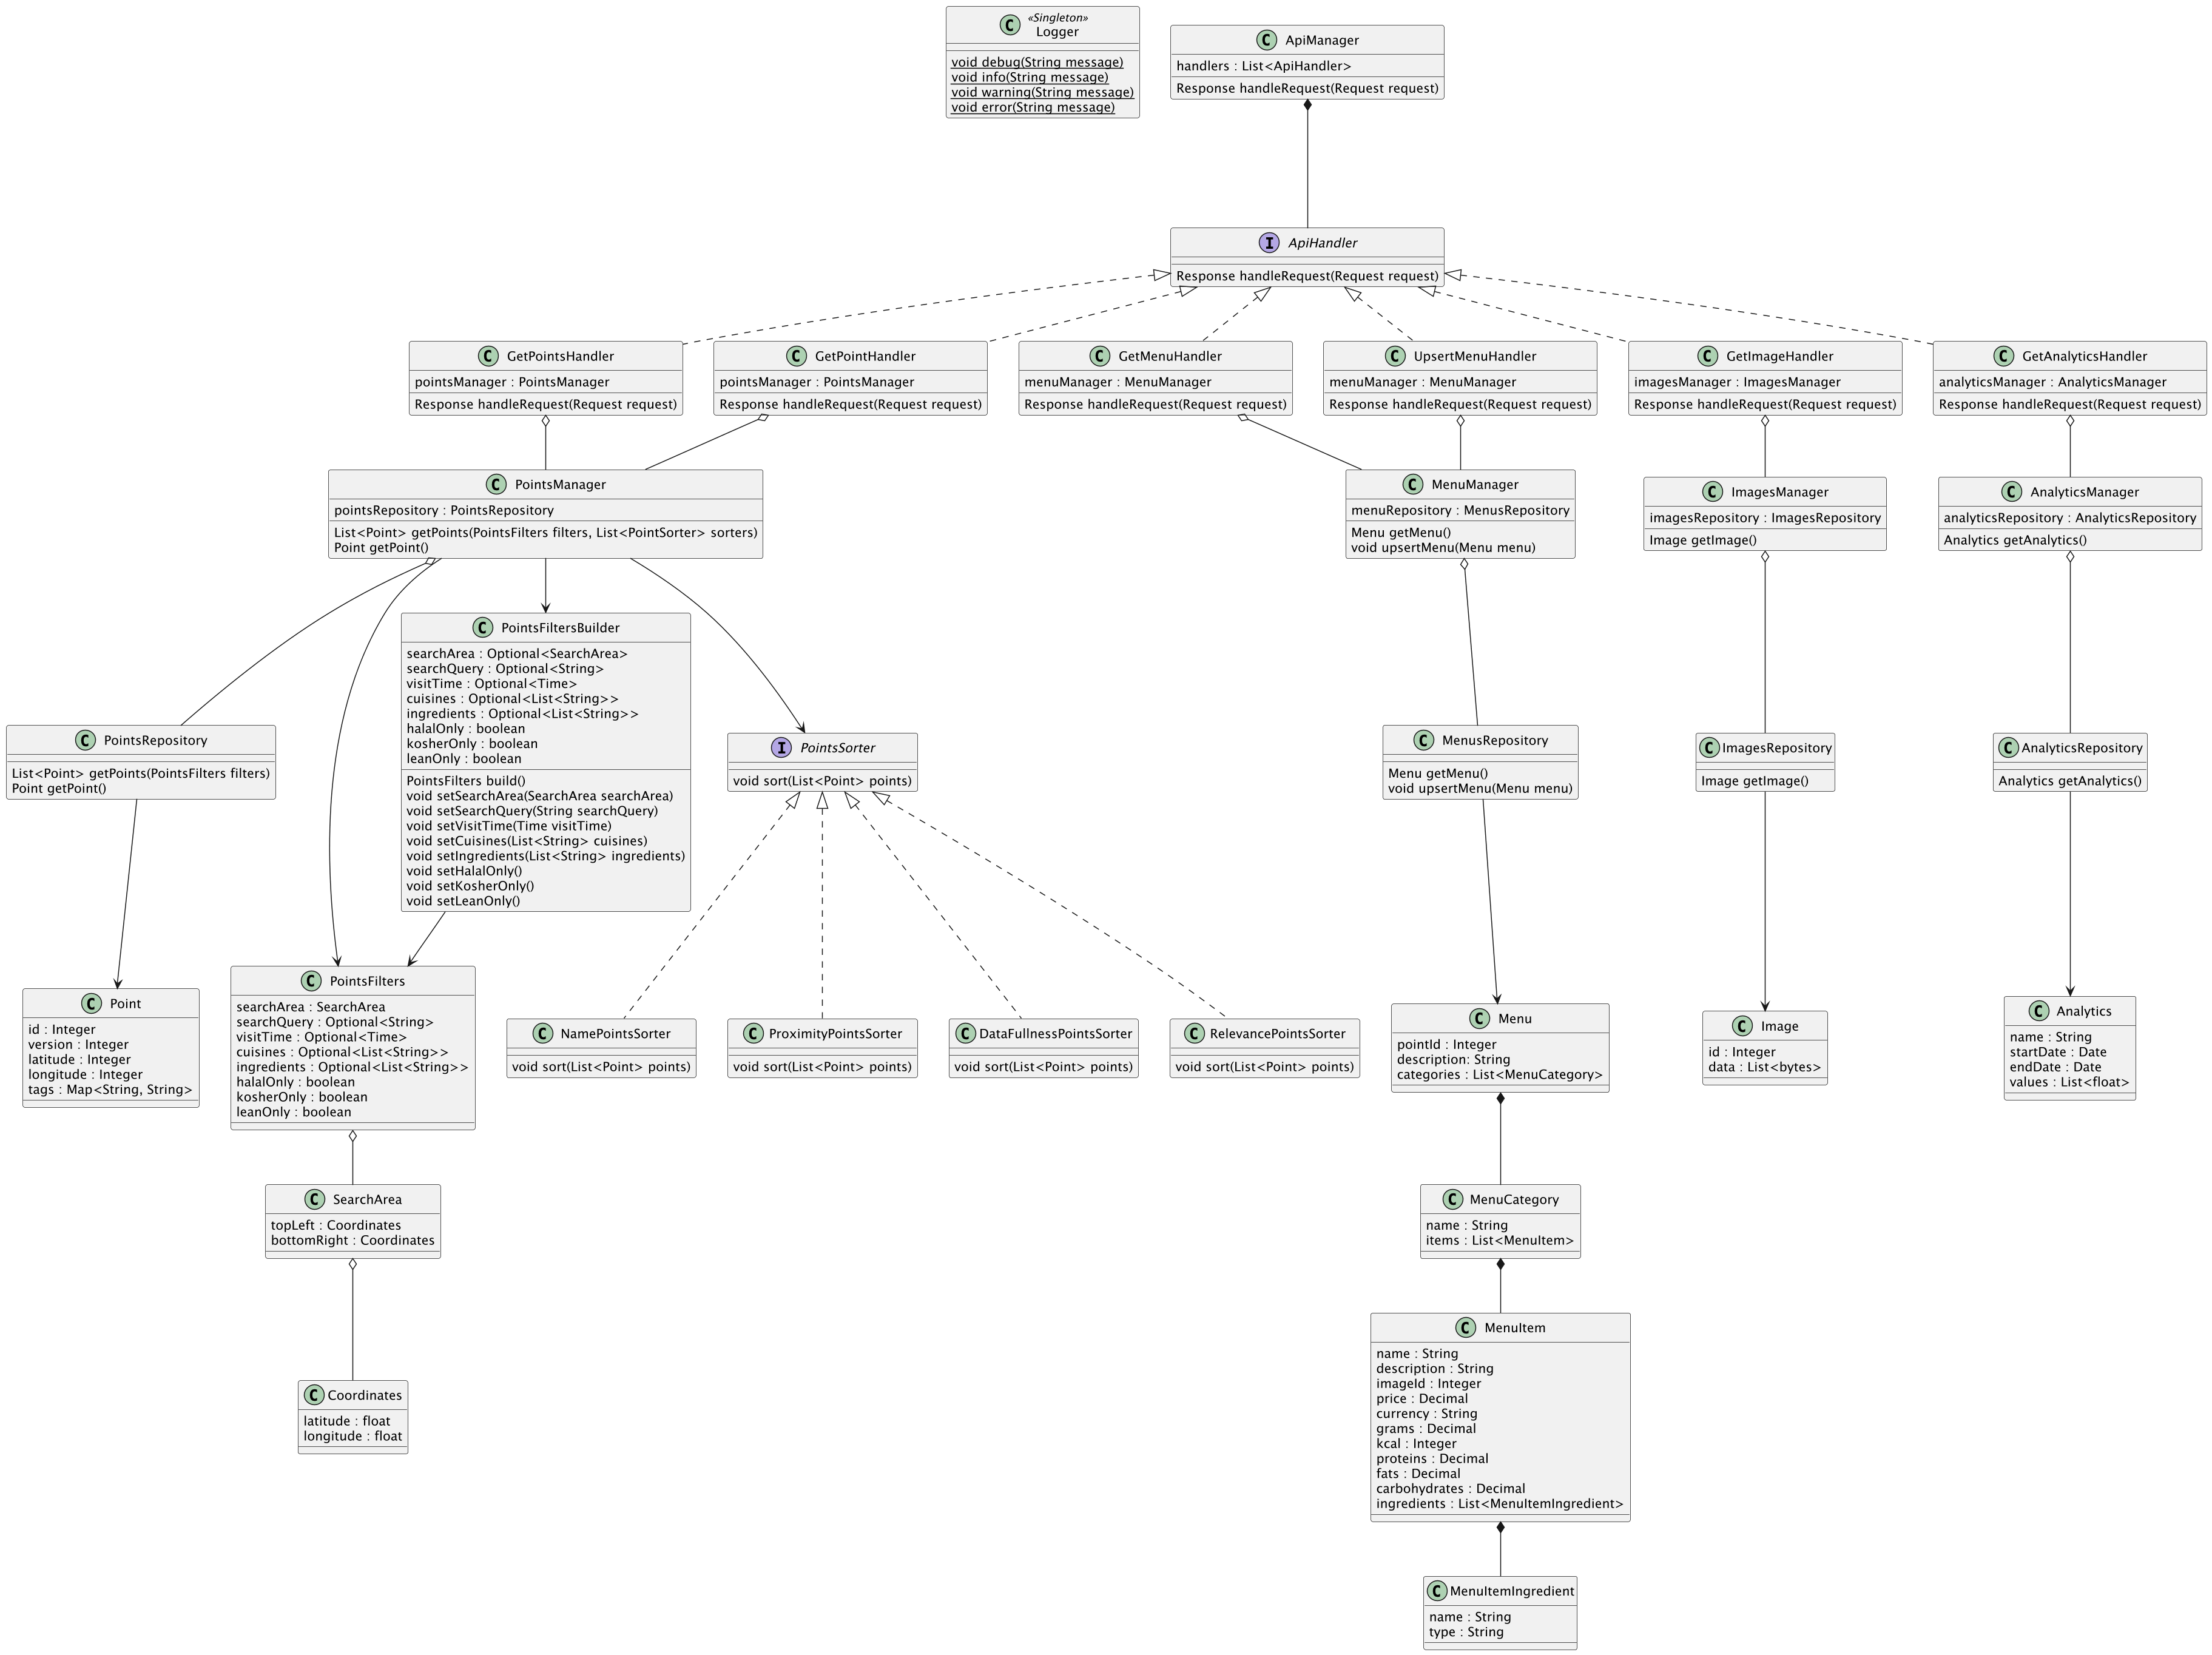 «Singleton»
Logger
void debug(String message)
void info(String message)
void warning(String message)
void error(String message)
ApiManager
handlers : List<ApiHandler>
Response handleRequest(Request request)
ApiHandler
Response handleRequest(Request request)
GetPointsHandler
pointsManager : PointsManager
Response handleRequest(Request request)
GetPointHandler
pointsManager : PointsManager
Response handleRequest(Request request)
GetMenuHandler
menuManager : MenuManager
Response handleRequest(Request request)
UpsertMenuHandler
menuManager : MenuManager
Response handleRequest(Request request)
GetImageHandler
imagesManager : ImagesManager
Response handleRequest(Request request)
GetAnalyticsHandler
analyticsManager : AnalyticsManager
Response handleRequest(Request request)
PointsManager
pointsRepository : PointsRepository
List<Point> getPoints(PointsFilters filters, List<PointSorter> sorters)
Point getPoint()
MenuManager
menuRepository : MenusRepository
Menu getMenu()
void upsertMenu(Menu menu)
ImagesManager
imagesRepository : ImagesRepository
Image getImage()
AnalyticsManager
analyticsRepository : AnalyticsRepository
Analytics getAnalytics()
PointsRepository
List<Point> getPoints(PointsFilters filters)
Point getPoint()
PointsFiltersBuilder
searchArea : Optional<SearchArea>
searchQuery : Optional<String>
visitTime : Optional<Time>
cuisines : Optional<List<String>>
ingredients : Optional<List<String>>
halalOnly : boolean
kosherOnly : boolean
leanOnly : boolean
PointsFilters build()
void setSearchArea(SearchArea searchArea)
void setSearchQuery(String searchQuery)
void setVisitTime(Time visitTime)
void setCuisines(List<String> cuisines)
void setIngredients(List<String> ingredients)
void setHalalOnly()
void setKosherOnly()
void setLeanOnly()
PointsSorter
void sort(List<Point> points)
MenusRepository
Menu getMenu()
void upsertMenu(Menu menu)
ImagesRepository
Image getImage()
AnalyticsRepository
Analytics getAnalytics()
Point
id : Integer
version : Integer
latitude : Integer
longitude : Integer
tags : Map<String, String>
PointsFilters
searchArea : SearchArea
searchQuery : Optional<String>
visitTime : Optional<Time>
cuisines : Optional<List<String>>
ingredients : Optional<List<String>>
halalOnly : boolean
kosherOnly : boolean
leanOnly : boolean
NamePointsSorter
void sort(List<Point> points)
ProximityPointsSorter
void sort(List<Point> points)
DataFullnessPointsSorter
void sort(List<Point> points)
RelevancePointsSorter
void sort(List<Point> points)
Menu
pointId : Integer
description: String
categories : List<MenuCategory>
Image
id : Integer
data : List<bytes>
Analytics
name : String
startDate : Date
endDate : Date
values : List<float>
SearchArea
topLeft : Coordinates
bottomRight : Coordinates
MenuCategory
name : String
items : List<MenuItem>
Coordinates
latitude : float
longitude : float
MenuItem
name : String
description : String
imageId : Integer
price : Decimal
currency : String
grams : Decimal
kcal : Integer
proteins : Decimal
fats : Decimal
carbohydrates : Decimal
ingredients : List<MenuItemIngredient>
MenuItemIngredient
name : String
type : String